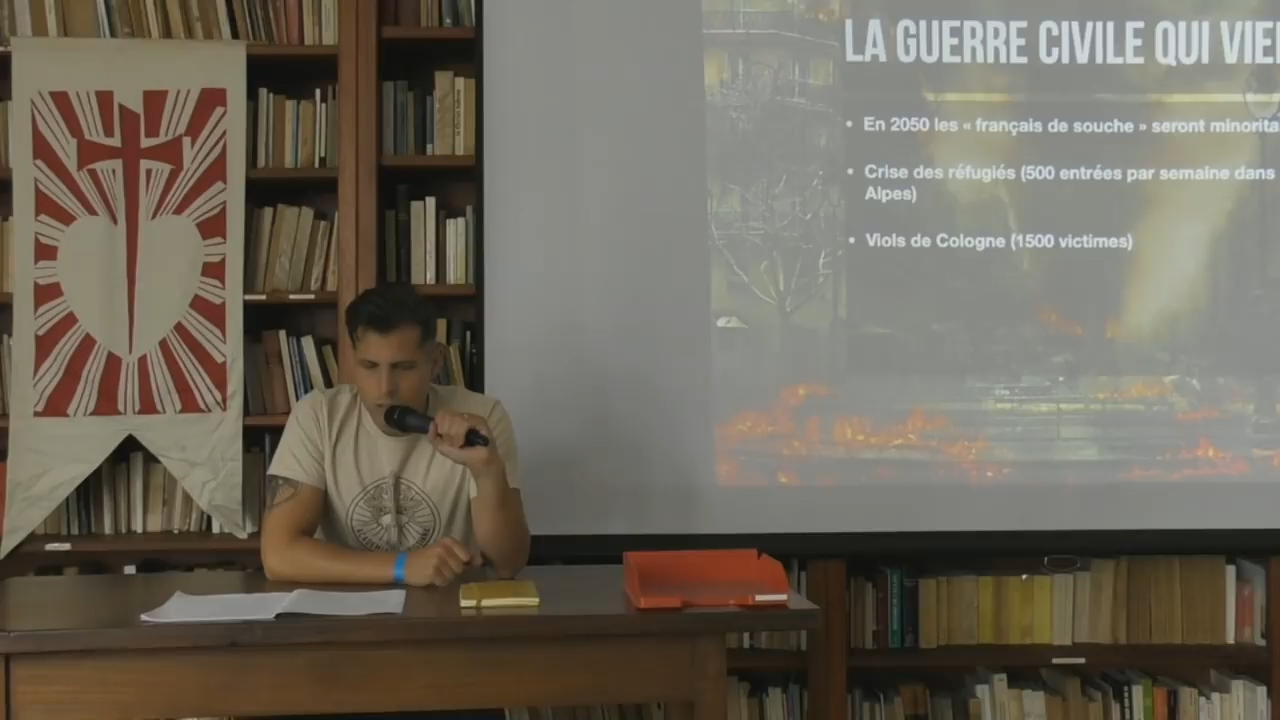 LA GUERRE CIVILE QUI VIE
• En 2050 les « français de souche » seront minorita
• Crise des réfugiés (500 entrées par semaine dans
Alpes)
• Viols de Cologne (1500 victimes)